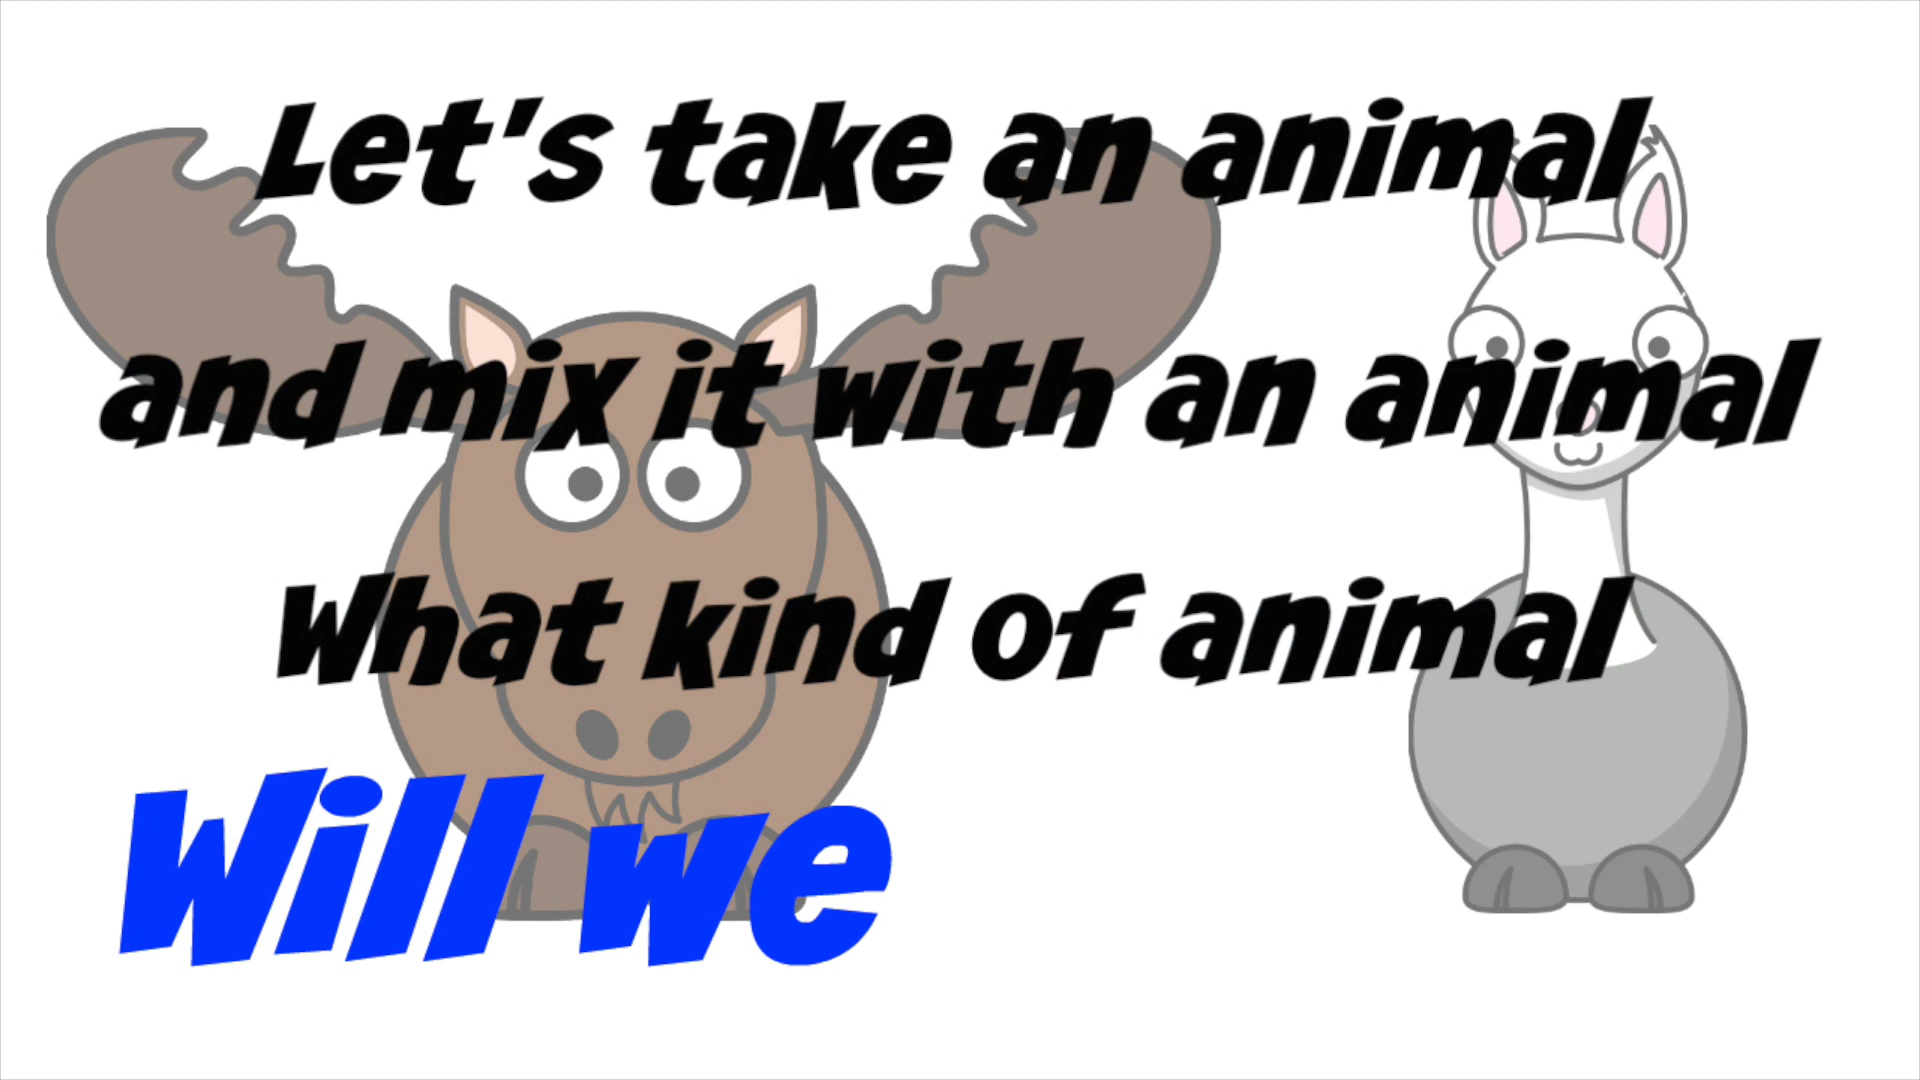 Let's take an animal
and mix it with an animal
What kind of animal
Will we